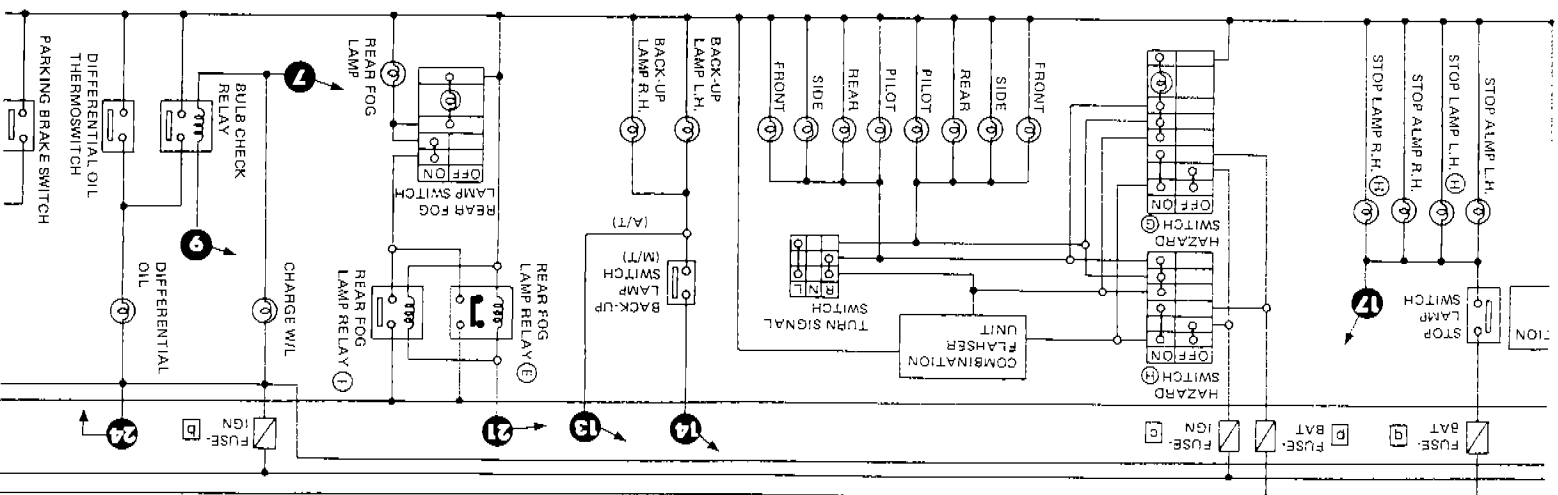 PARKING BRAKE SWITCH
DIFFERENTIAL OIL
THERMOSWITCH
BULB CHECK
RELAY
7
DIFFERENTIAL
OIL
24
CHARGE W/L
FUSE-
IGN
REAR FOG
LAMP
OFF
ON
REAR FOG
LAMP SWITCH
REAR FOG
LAMP RELAY
REAR FOG
LAMP RELAY E
21
BACK-UP
LAMP R.H.
BACK-UP
LAMP L.H.
(A/T)
(M/T)
BACK-UP
LAMP
SWITCH
13
14
FRONT
SIDE
REAR
PILOT
PILOT
REAR
SIDE
FRONT
R N L
TURN SIGNAL
SWITCH
COMBINATION
FLAHSER
UNIT
OFF
ON
HAZARD
SWITCH G
OFF
ON
HAZARD
SWITCH H
FUSE-
IGN
FUSE-
BAT
STOP LAMP R.H. H
STOP ALMP R.H.
STOP LAMP L.H. H
STOP ALMP L.H.
17
STOP
LAMP
SWITCH
FUSE-
BAT